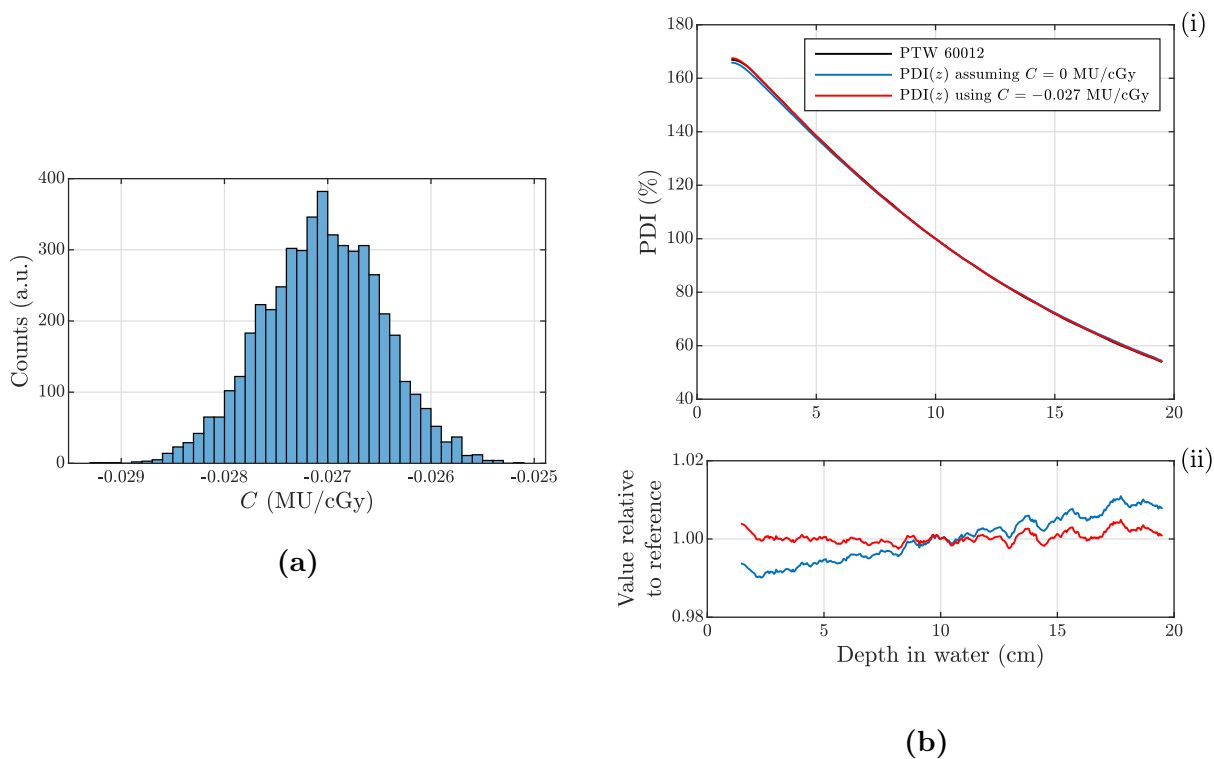 400
300
200
100
0
Counts (a.u.)
-0.029 -0.028 -0.027 -0.026 -0.025
C (MU/cGy)
(a)
(i)
180
160
140
120
100
80
60
40
PDI (%)
PTW 60012
PDI(z) assuming C = 0 MU/cGy
PDI(z) using C = −0.027 MU/cGy
0 5 10 15 20
(ii)
1.02
1.00
0.98
Value relative
to reference
0 5 10 15 20
Depth in water (cm)
(b)